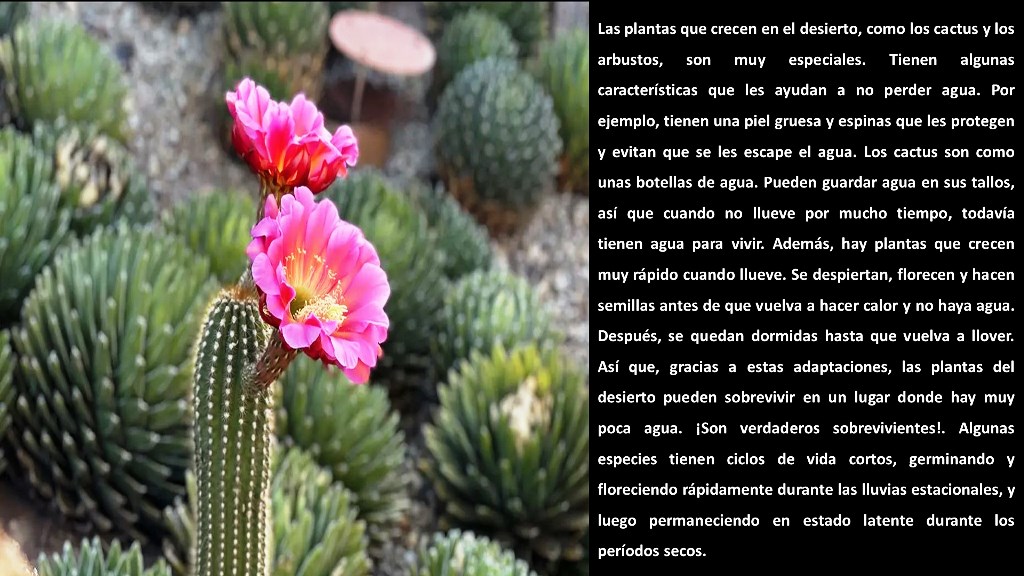 Las plantas que crecen en el desierto, como los cactus y los
arbustos, son muy especiales. Tienen algunas
características que les ayudan a no perder agua. Por
ejemplo, tienen una piel gruesa y espinas que les protegen
y evitan que se les escape el agua. Los cactus son como
unas botellas de agua. Pueden guardar agua en sus tallos,
así que cuando no llueve por mucho tiempo, todavía
tienen agua para vivir. Además, hay plantas que crecen
muy rápido cuando llueve. Se despiertan, florecen y hacen
semillas antes de que vuelva a hacer calor y no haya agua.
Después, se quedan dormidas hasta que vuelva a llover.
Así que, gracias a estas adaptaciones, las plantas del
desierto pueden sobrevivir en un lugar donde hay muy
poca agua. ¡Son verdaderos sobrevivientes!. Algunas
especies tienen ciclos de vida cortos, germinando y
floreciendo rápidamente durante las lluvias estacionales, y
luego permaneciendo en estado latente durante los
períodos secos.